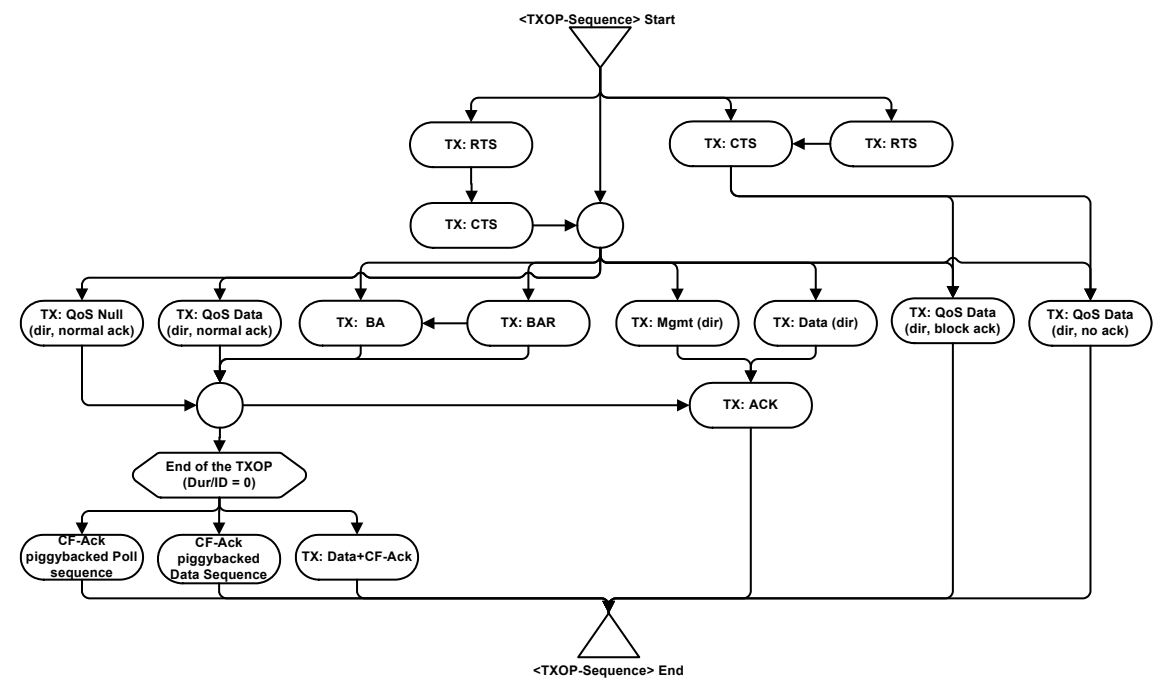 <TXOP-Sequence> Start
TX: RTS
TX: CTS
TX: RTS
TX: CTS
TX: QoS Null
(dir, normal ack)
TX: QoS Data
(dir, normal ack)
TX: BA
TX: BAR
TX: Mgmt (dir)
TX: Data (dir)
TX: QoS Data
(dir, block ack)
TX: QoS Data
(dir, no ack)
TX: ACK
End of the TXOP
(Dur/ID = 0)
CF-Ack
piggybacked Poll
sequence
CF-Ack
piggybacked
Data Sequence
TX: Data+CF-Ack
<TXOP-Sequence> End